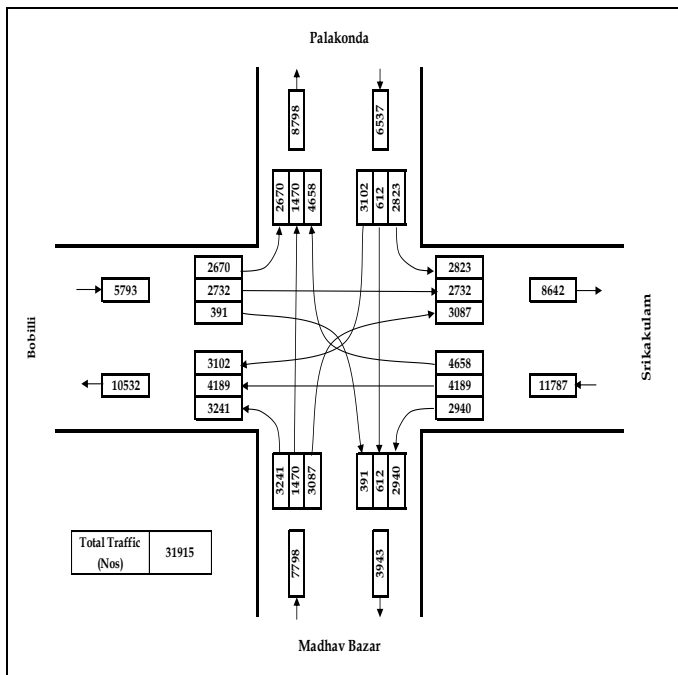 Palakonda
8798
6537
2670 1470 4658
3102 612 2823
2670
2732
391
5793
2823
2732
3087
8642
Bobilli
Srikakulam
3102
4189
3241
10532
4658
4189
2940
11787
3241 1470 3087
391 612 2940
Total Traffic
(Nos)
31915
7798
3943
Madhav Bazar